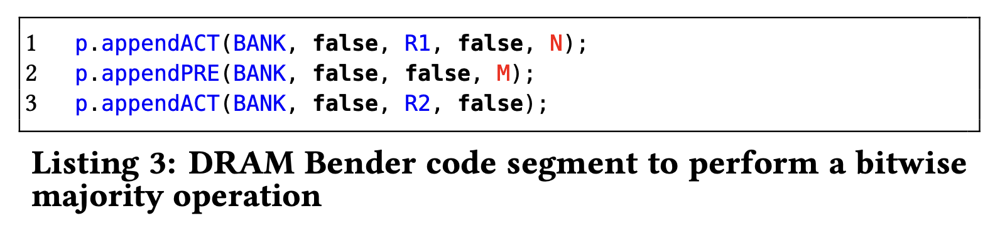 1 p.appendACT(BANK, false, R1, false, N);
2 p.appendPRE(BANK, false, false, M);
3 p.appendACT(BANK, false, R2, false);
Listing 3: DRAM Bender code segment to perform a bitwise
majority operation